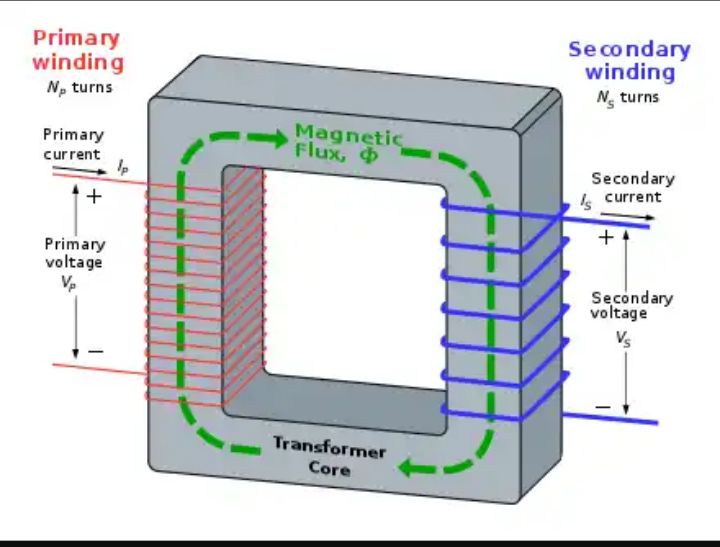 Primary
winding
Nₚ turns
Secondary
winding
Nₛ turns
Primary
current
Iₚ
+
Primary
voltage
Vₚ
−
Magnetic
Flux, Φ
Transformer
Core
Secondary
current
Iₛ
+
Secondary
voltage
Vₛ
−